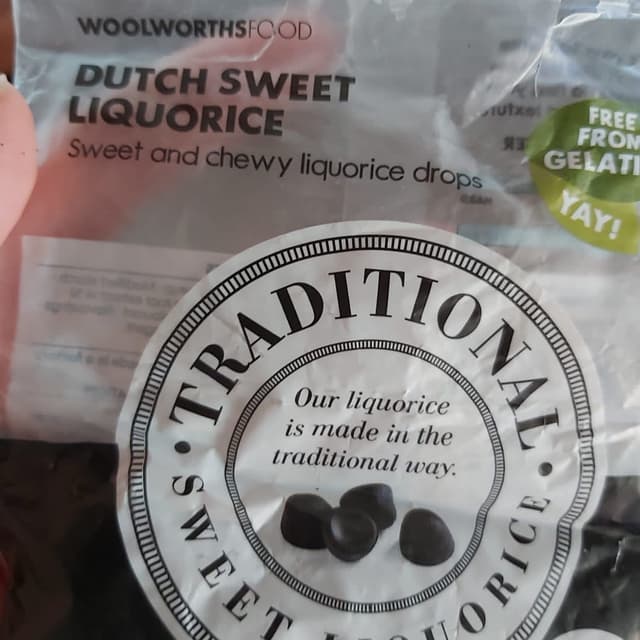 WOOLWORTHSFOOD
DUTCH SWEET
LIQUORICE
Sweet and chewy liquorice drops
FREE
FROM
GELATI
YAY!
TRADITIONAL
Our liquorice
is made in the
traditional way.
SWEET LIQUORICE